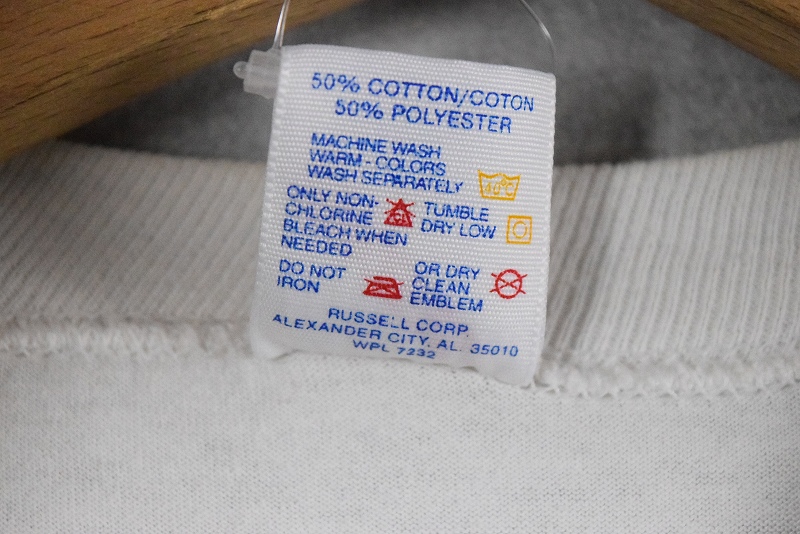 50% COTTON/COTON
50% POLYESTER
MACHINE WASH
WARM - COLORS
WASH SEPARATELY
40°C
ONLY NON-
CHLORINE
BLEACH WHEN
NEEDED
CL
TUMBLE
DRY LOW
DO NOT
IRON
OR DRY
CLEAN
EMBLEM
RUSSELL CORP.
ALEXANDER CITY, AL. 35010
WPL 7232